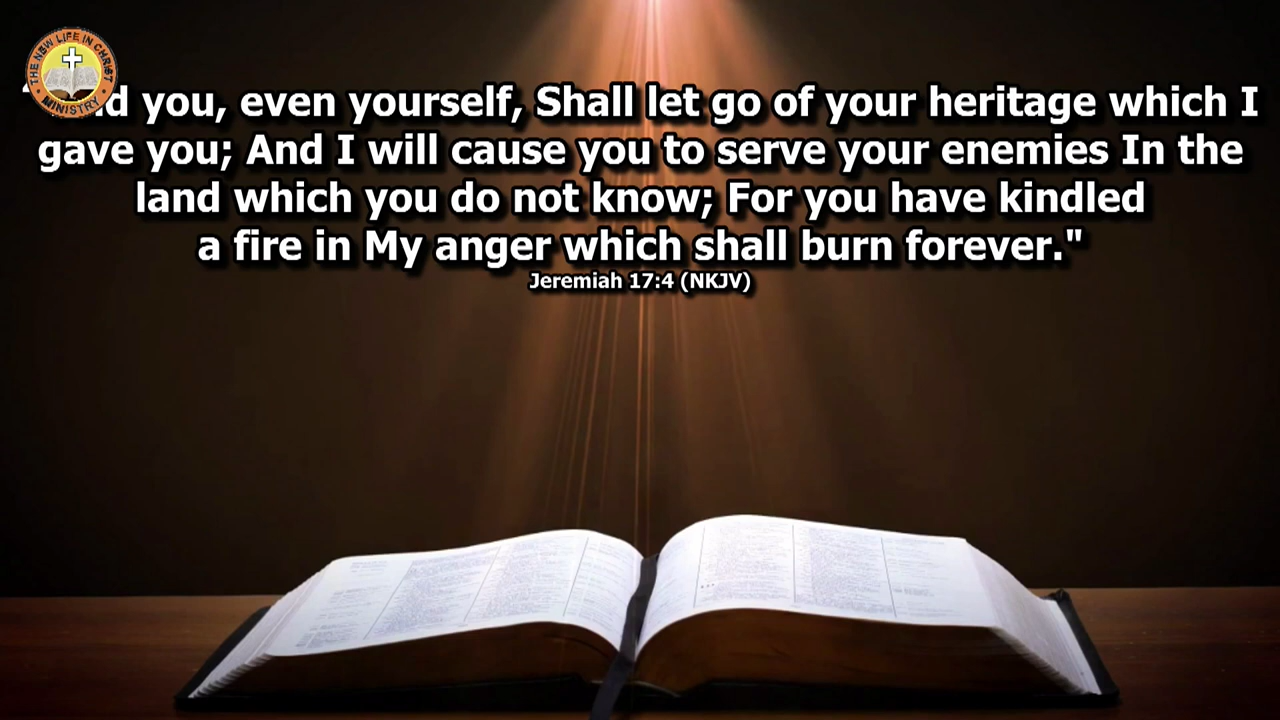 THE NEW LIFE IN CHRIST
MINISTRY
you, even yourself, Shall let go of your heritage which I
gave you; And I will cause you to serve your enemies In the
land which you do not know; For you have kindled
a fire in My anger which shall burn forever."
Jeremiah 17:4 (NKJV)